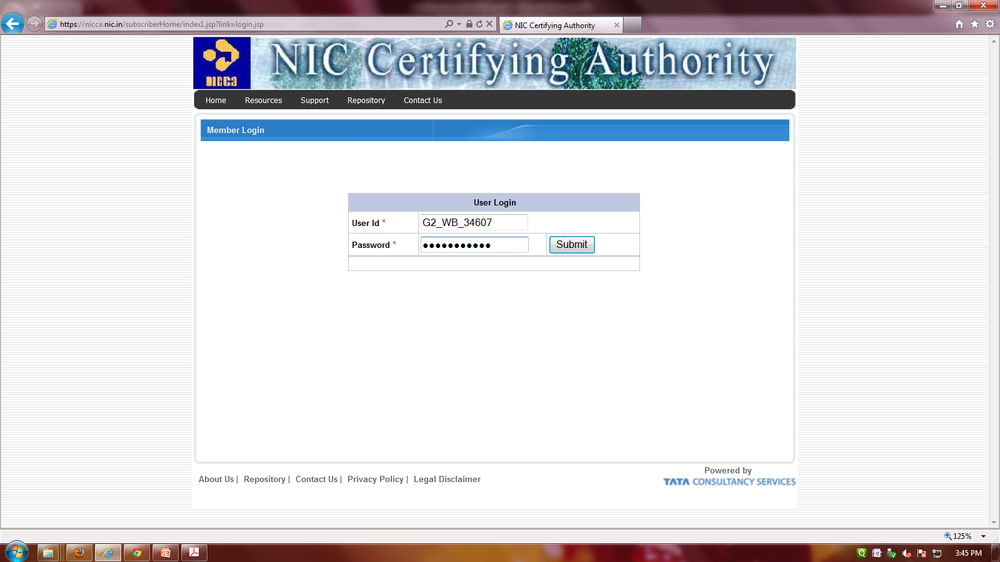 https://nicca.nic.in/subscriberHome/index1.jsp?link=login.jsp
NIC Certifying Authority
nicca
NIC Certifying Authority
Home Resources Support Repository Contact Us
Member Login
User Login
User Id * G2_WB_34607
Password * ●●●●●●●●●●● Submit
Powered by
About Us | Repository | Contact Us | Privacy Policy | Legal Disclaimer
TATA CONSULTANCY SERVICES
125%
3:45 PM